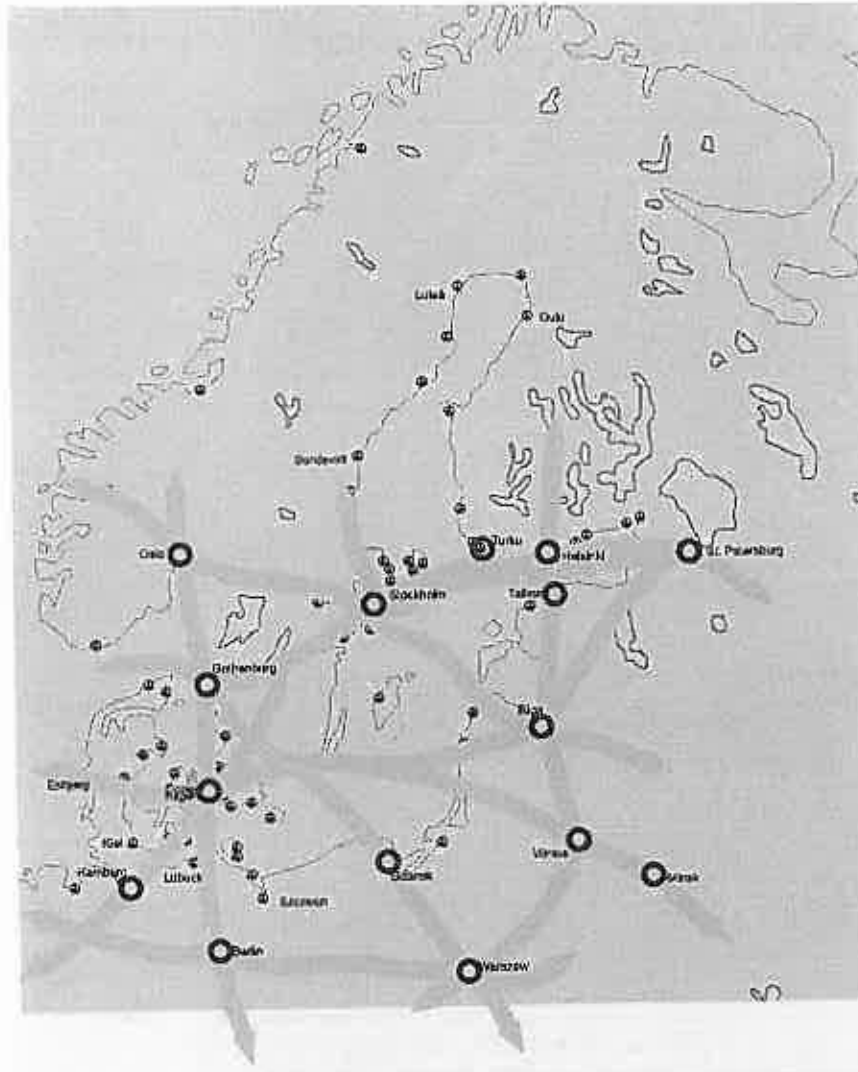 Luleå
Oulu
Sundsvall
Oslo
Turku
Helsinki
St. Petersburg
Stockholm
Tallinn
Gothenburg
Riga
Esbjerg
Kiel
Hamburg
Lübeck
Gdansk
Vilnius
Minsk
Szczecin
Berlin
Warszaw